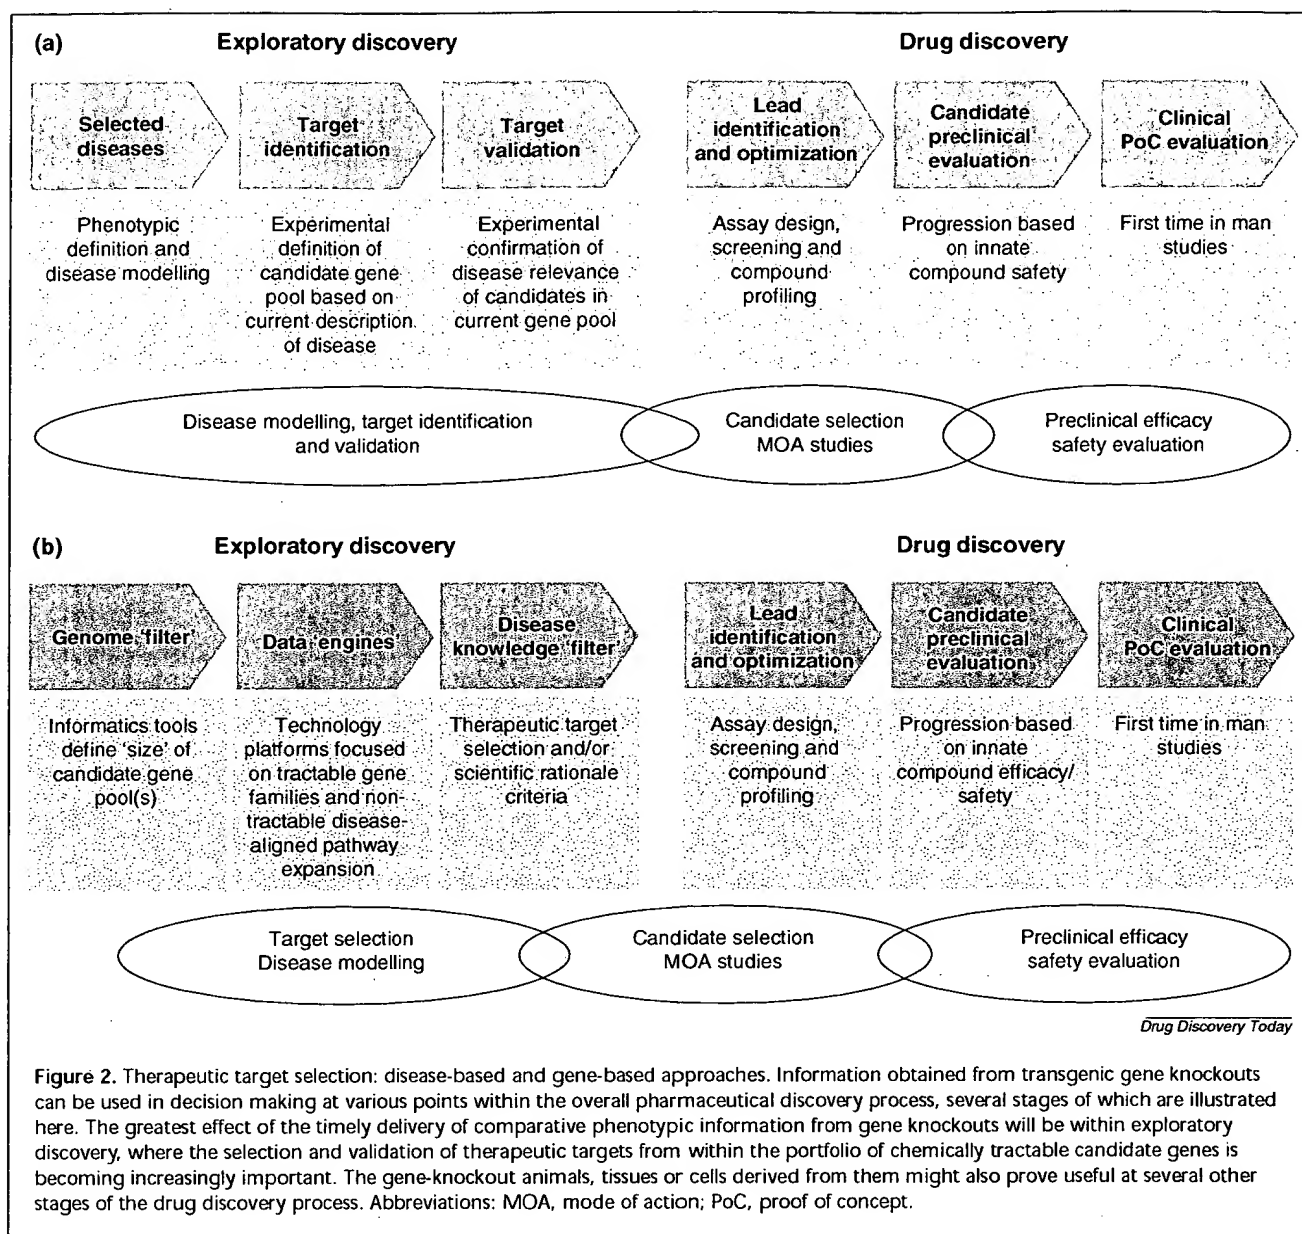 (a)
Exploratory discovery
Drug discovery
Selected
diseases
Target
identification
Target
validation
Lead
identification
and optimization
Candidate
preclinical
evaluation
Clinical
PoC evaluation
Phenotypic
definition and
disease modelling
Experimental
definition of
candidate gene
pool based on
current description
of disease
Experimental
confirmation of
disease relevance
of candidates in
current gene pool
Assay design,
screening and
compound
profiling
Progression based
on innate
compound safety
First time in man
studies
Disease modelling, target identification
and validation
Candidate selection
MOA studies
Preclinical efficacy
safety evaluation
(b)
Exploratory discovery
Drug discovery
Genome 'filter'
Data 'engines'
Disease
knowledge 'filter'
Lead
identification
and optimization
Candidate
preclinical
evaluation
Clinical
PoC evaluation
Informatics tools
define 'size' of
candidate gene
pool(s)
Technology
platforms focused
on tractable gene
families and non-
tractable disease-
aligned pathway
expansion
Therapeutic target
selection and/or
scientific rationale
criteria
Assay design,
screening and
compound
profiling
Progression based
on innate
compound efficacy/
safety
First time in man
studies
Target selection
Disease modelling
Candidate selection
MOA studies
Preclinical efficacy
safety evaluation
Drug Discovery Today
Figure 2. Therapeutic target selection: disease-based and gene-based approaches. Information obtained from transgenic gene knockouts
can be used in decision making at various points within the overall pharmaceutical discovery process, several stages of which are illustrated
here. The greatest effect of the timely delivery of comparative phenotypic information from gene knockouts will be within exploratory
discovery, where the selection and validation of therapeutic targets from within the portfolio of chemically tractable candidate genes is
becoming increasingly important. The gene-knockout animals, tissues or cells derived from them might also prove useful at several other
stages of the drug discovery process. Abbreviations: MOA, mode of action; PoC, proof of concept.